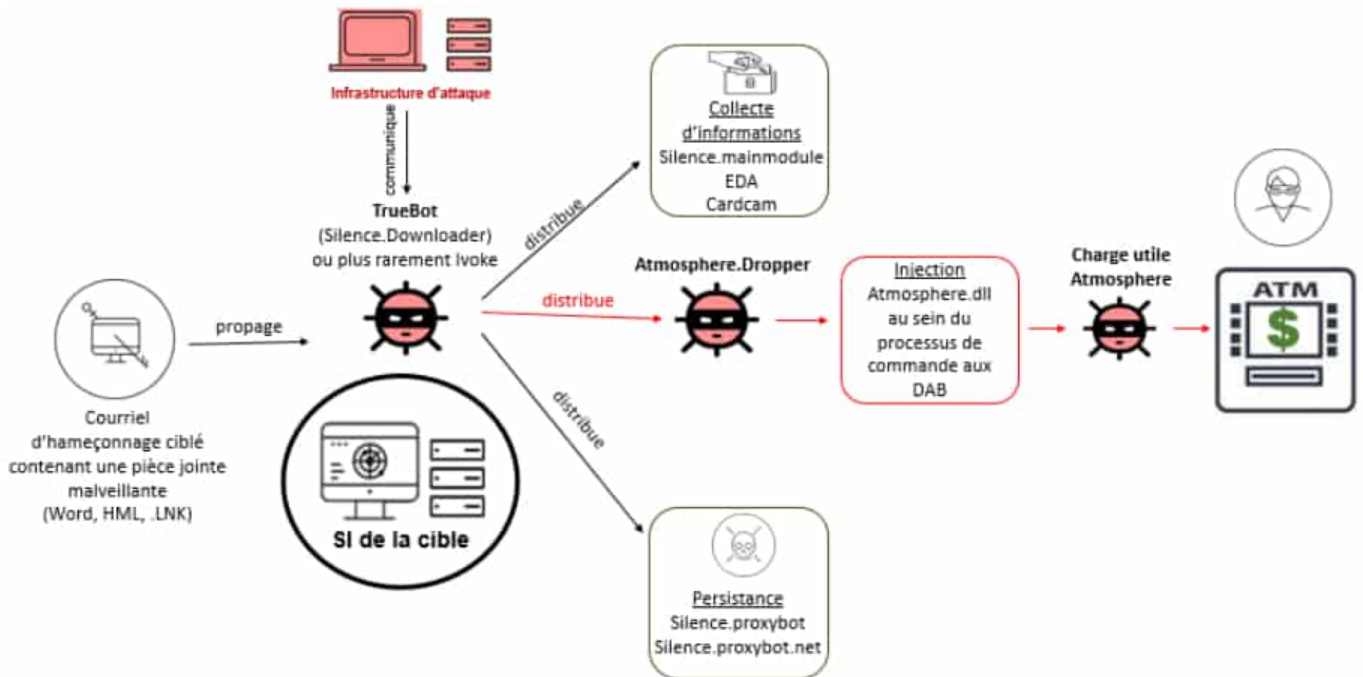 Infrastructure d'attaque
communique
TrueBot
(Silence.Downloader)
ou plus rarement Ivoke
propage
Courriel
d'hameçonnage ciblé
contenant une pièce jointe
malveillante
(Word, HML, .LNK)
SI de la cible
distribue
Collecte
d'informations
Silence.mainmodule
EDA
Cardcam
distribue
Atmosphere.Dropper
Injection
Atmosphere.dll
au sein du
processus de
commande aux
DAB
Charge utile
Atmosphere
ATM
$
distribue
Persistance
Silence.proxybot
Silence.proxybot.net